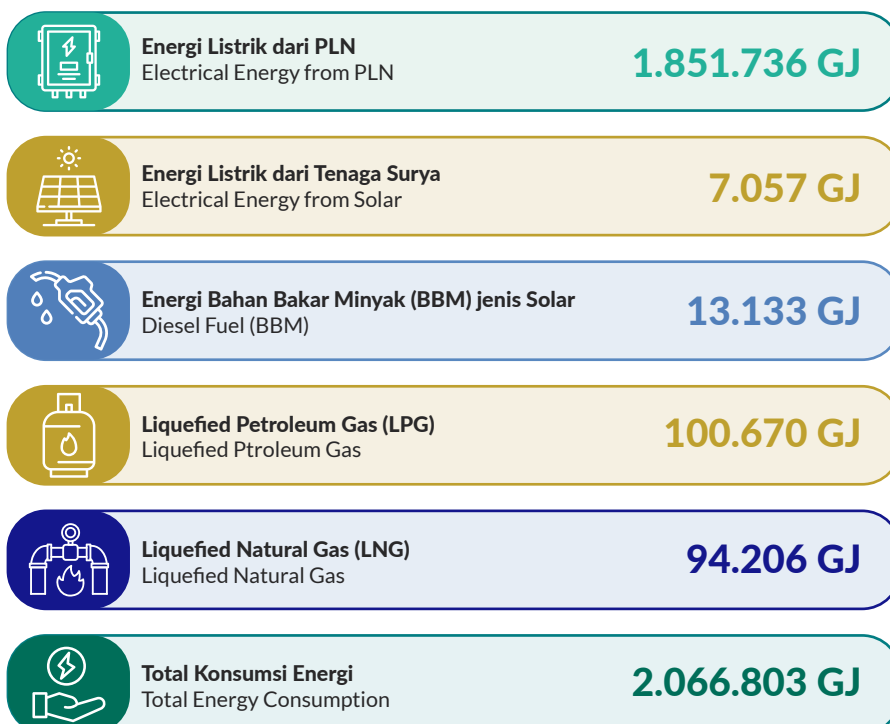 Energi Listrik dari PLN
Electrical Energy from PLN
1.851.736 GJ
Energi Listrik dari Tenaga Surya
Electrical Energy from Solar
7.057 GJ
Energi Bahan Bakar Minyak (BBM) jenis Solar
Diesel Fuel (BBM)
13.133 GJ
Liquefied Petroleum Gas (LPG)
Liquefied Ptroleum Gas
100.670 GJ
Liquefied Natural Gas (LNG)
Liquefied Natural Gas
94.206 GJ
Total Konsumsi Energi
Total Energy Consumption
2.066.803 GJ